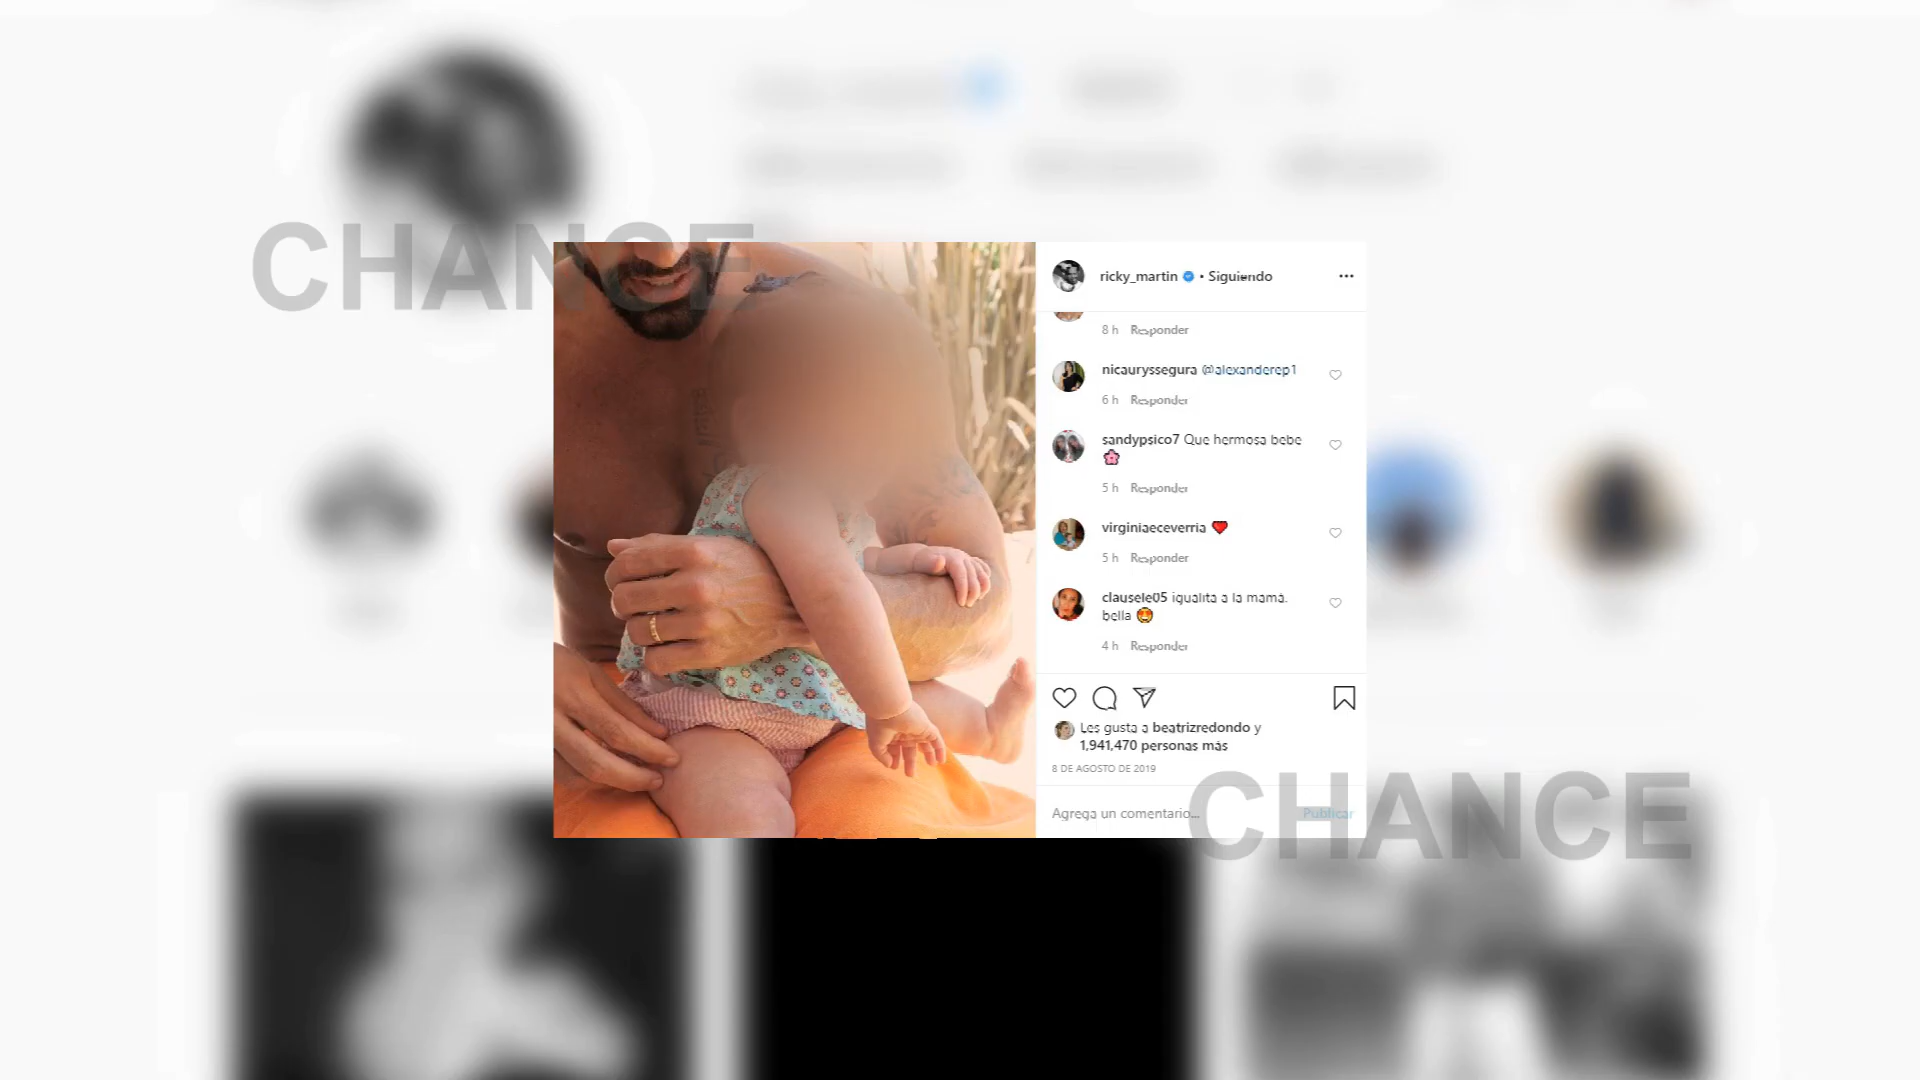 CHANCE
ricky_martin • Siguiendo
8 h Responder
nicauryssegura @alexanderep1
6 h Responder
sandypsico7 Que hermosa bebe
5 h Responder
virginiaeceverria
5 h Responder
clausele05 igualita a la mamá.
bella
4 h Responder
Les gusta a beatrizredondo y
1,941,470 personas más
8 DE AGOSTO DE 2019
Agrega un comentario...
Publicar
CHANCE